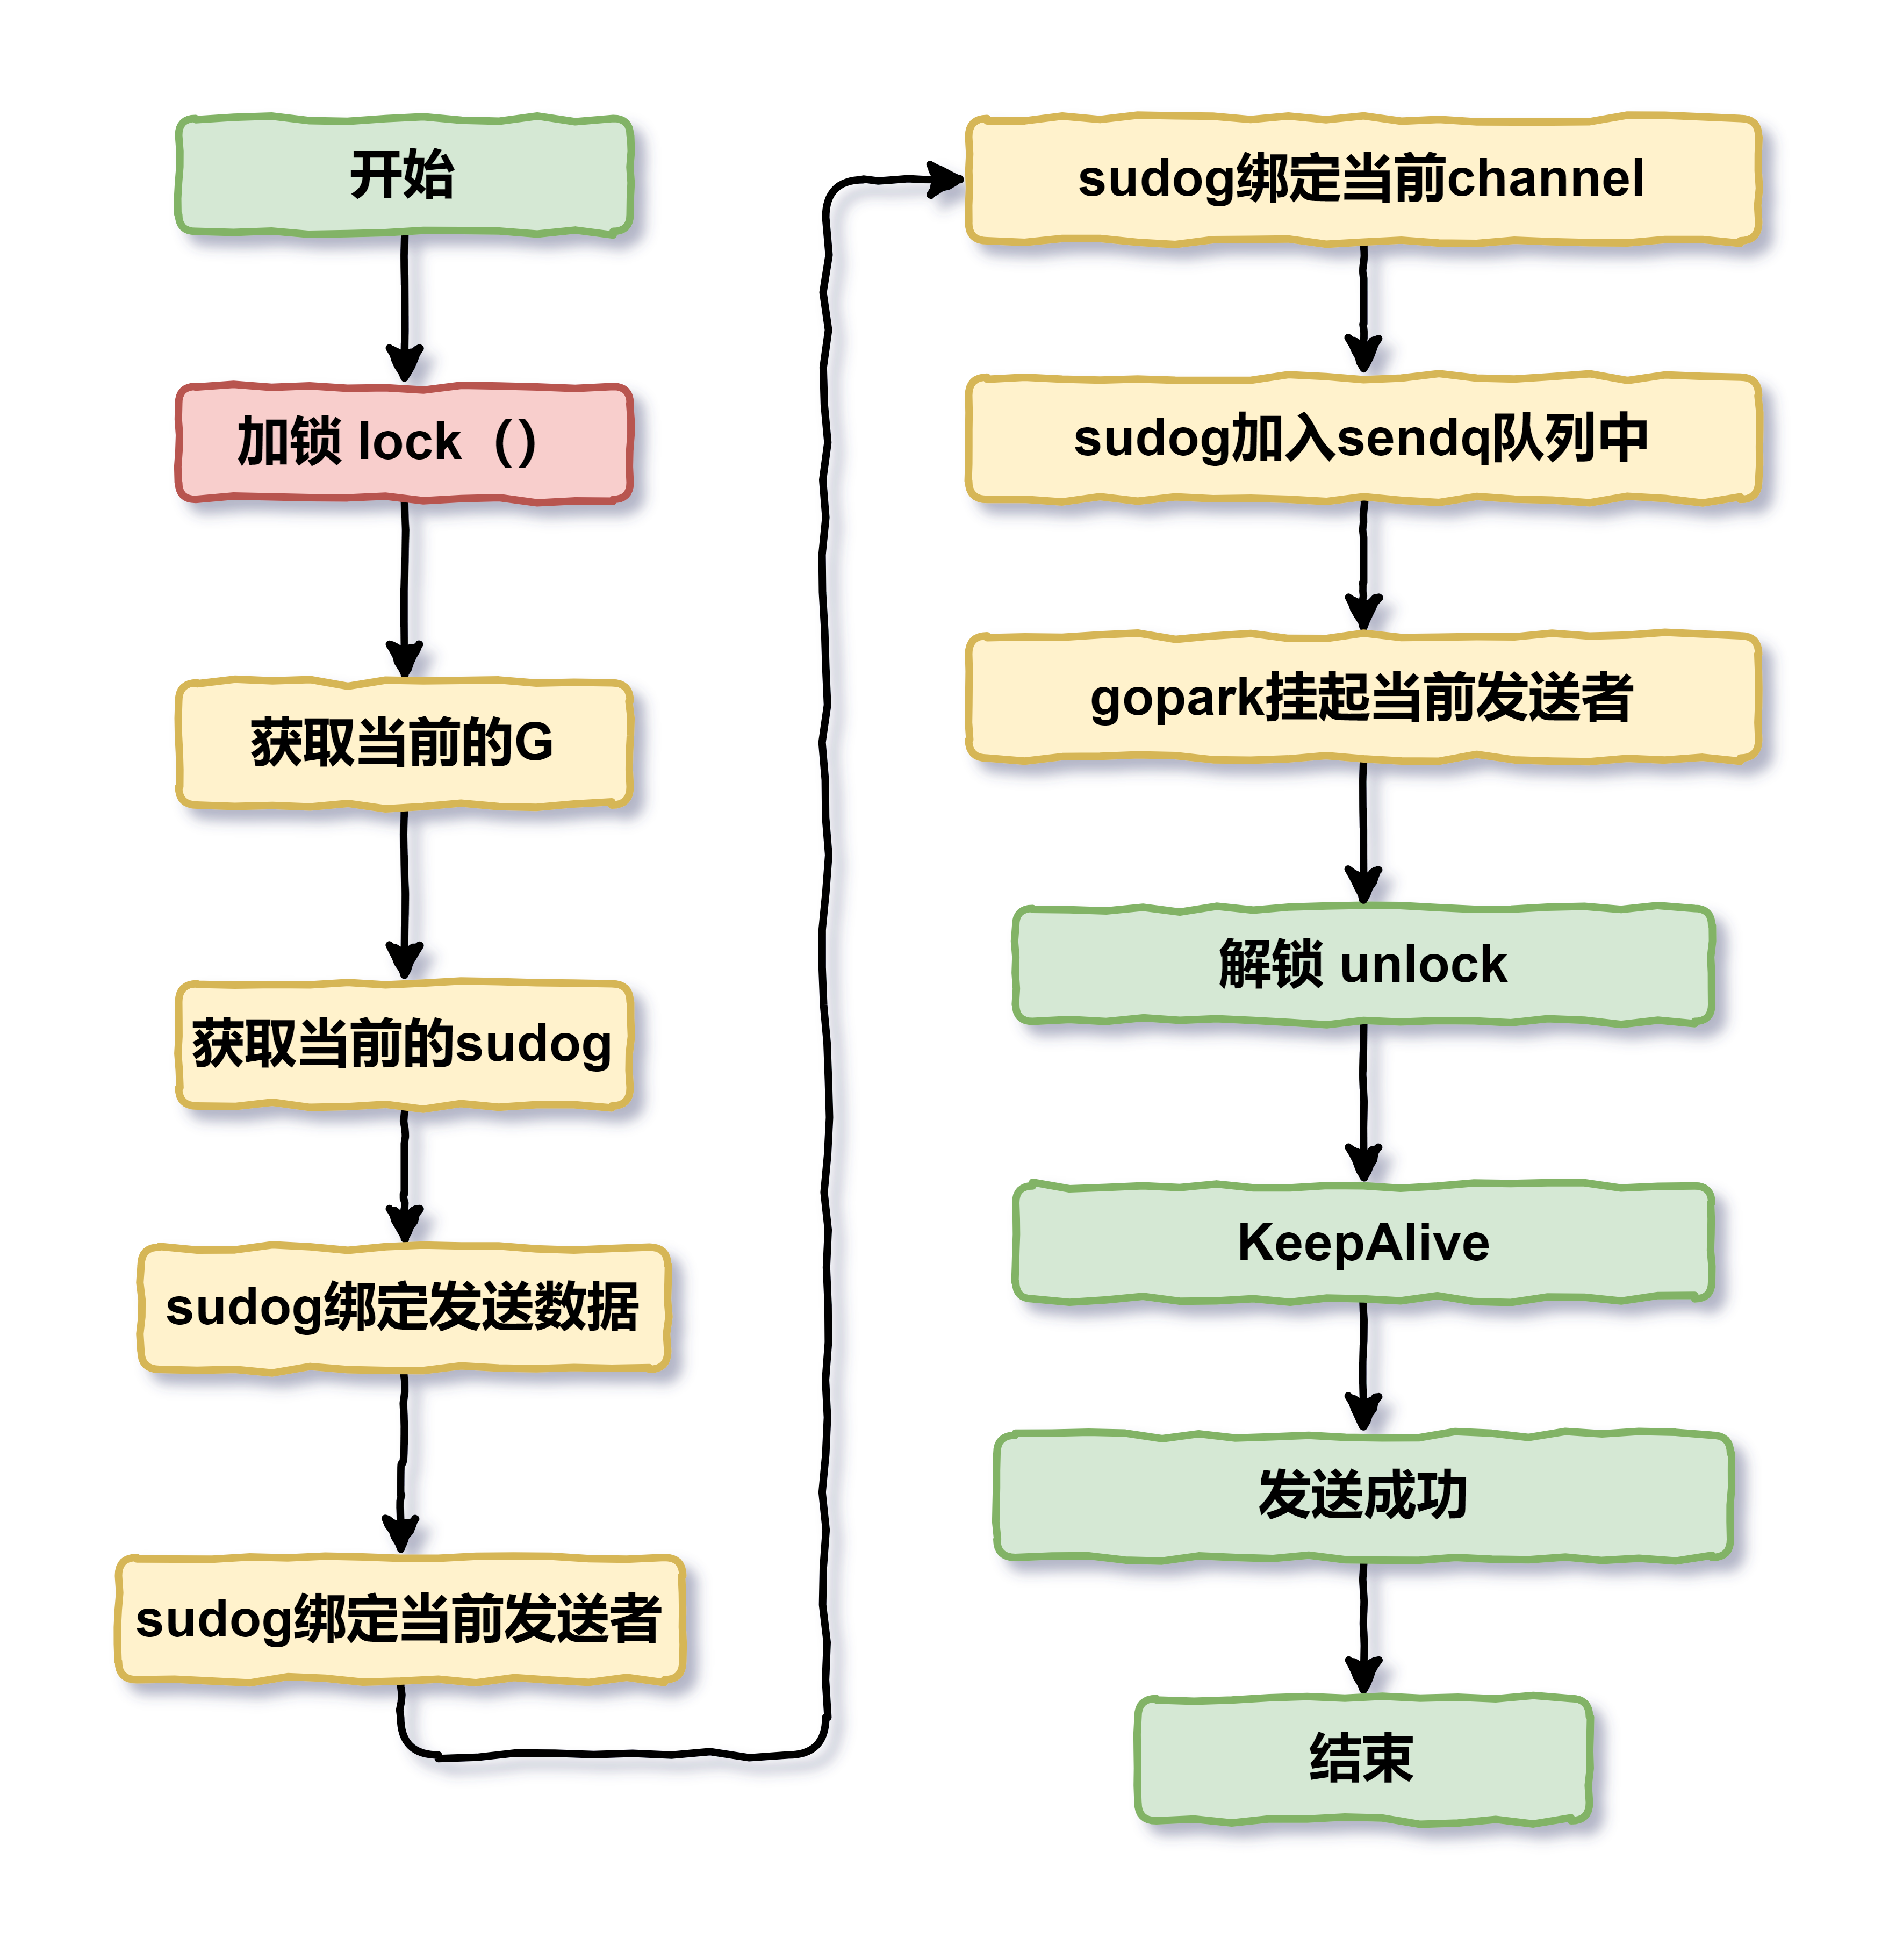 开始
加锁 lock（）
获取当前的G
获取当前的sudog
sudog绑定发送数据
sudog绑定当前发送者
sudog绑定当前channel
sudog加入sendq队列中
gopark挂起当前发送者
解锁 unlock
KeepAlive
发送成功
结束